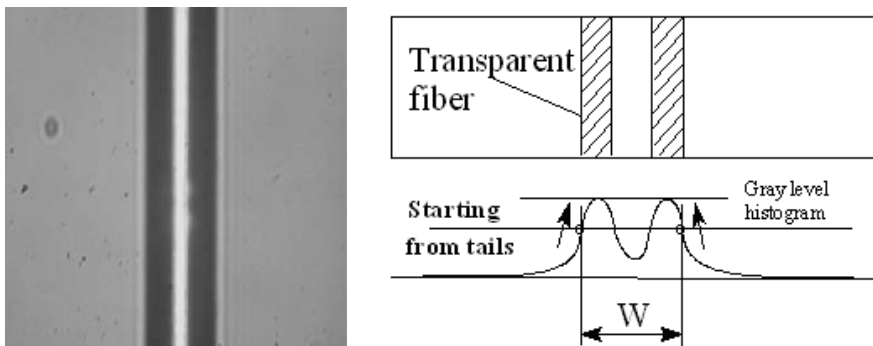 Transparent
fiber
Starting
from tails
Gray level
histogram
W